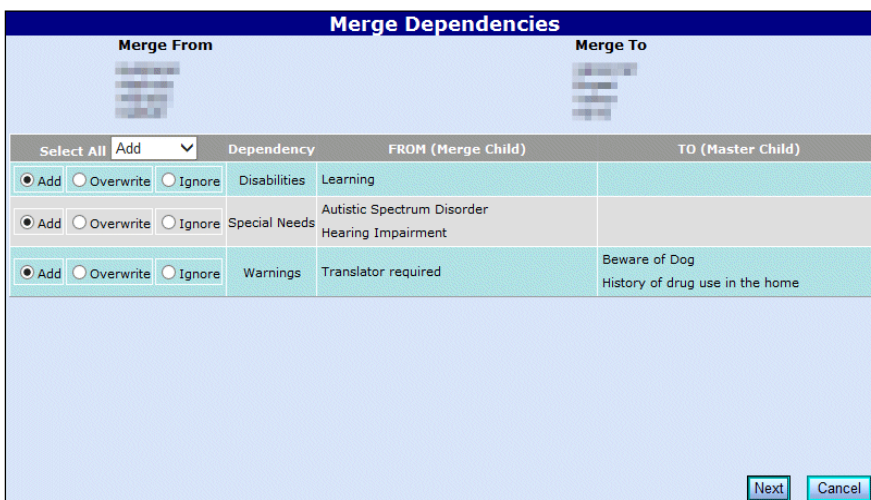 Merge Dependencies
Merge From Merge To
Select All Add Dependency FROM (Merge Child) TO (Master Child)
Add Overwrite Ignore Disabilities Learning
Add Overwrite Ignore Special Needs Autistic Spectrum Disorder
Hearing Impairment
Add Overwrite Ignore Warnings Translator required Beware of Dog
History of drug use in the home
Next Cancel